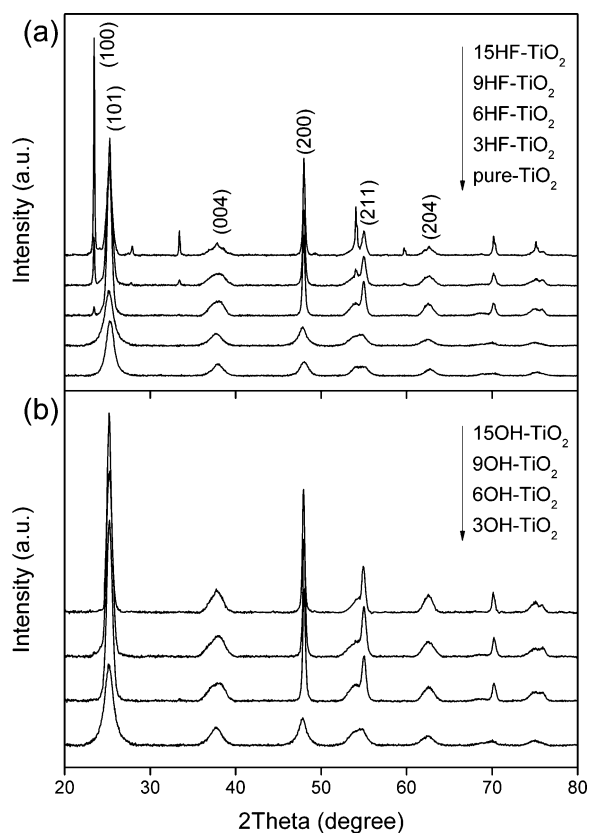 (a)
(100)
(101)
(004)
(200)
(211)
(204)
15HF-TiO₂
9HF-TiO₂
6HF-TiO₂
3HF-TiO₂
pure-TiO₂
Intensity (a.u.)
(b)
15OH-TiO₂
9OH-TiO₂
6OH-TiO₂
3OH-TiO₂
Intensity (a.u.)
20 30 40 50 60 70 80
2Theta (degree)